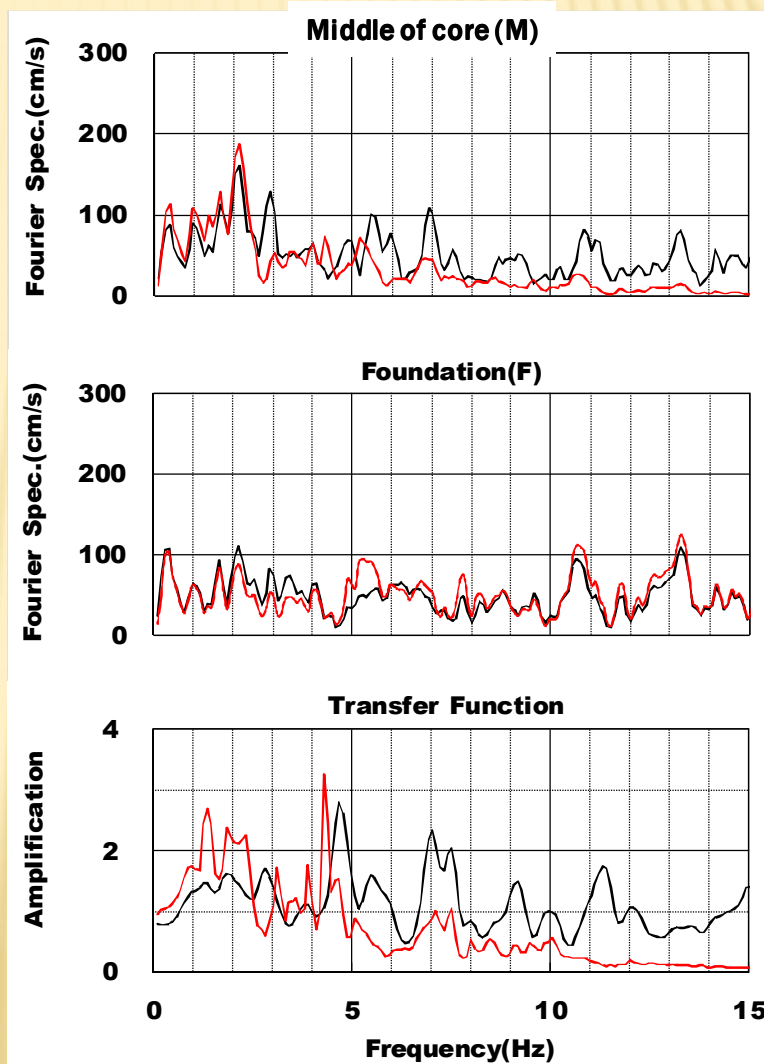 Middle of core (M)
300
200
100
0
Fourier Spec.(cm/s)
Foundation(F)
300
200
100
0
Fourier Spec.(cm/s)
Transfer Function
4
2
0
Amplification
0 5 10 15
Frequency(Hz)